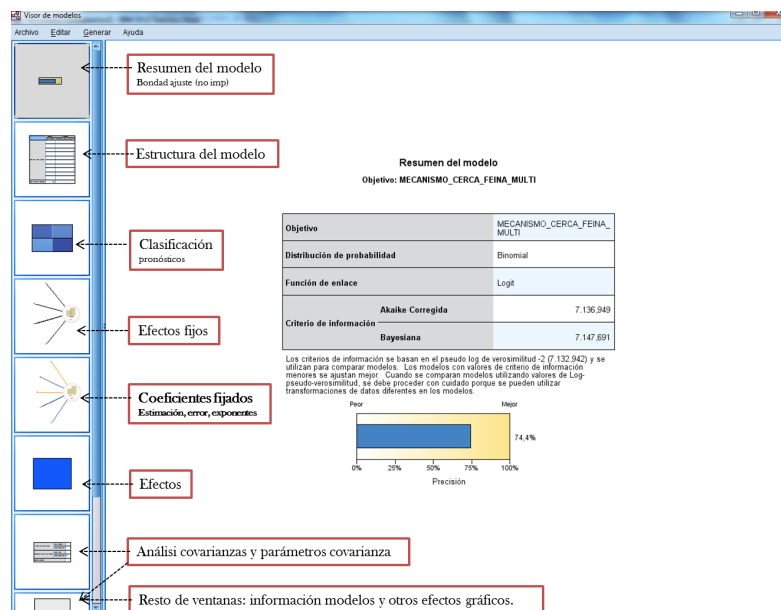 Visor de modelos
Archivo Editar Generar Ayuda
Resumen del modelo
Bondad ajuste (no imp)
Estructura del modelo
Clasificación
pronósticos
Efectos fijos
Coeficientes fijados
Estimación, error, exponentes
Efectos
Análisi covarianzas y parámetros covarianza
Resto de ventanas: información modelos y otros efectos gráficos.
Resumen del modelo
Objetivo: MECANISMO_CERCA_FEINA_MULTI
Objetivo MECANISMO_CERCA_FEINA_
MULTI
Distribución de probabilidad Binomial
Función de enlace Logit
Criterio de información
Akaike Corregida 7.136,949
Bayesiana 7.147,691
Los criterios de información se basan en el pseudo log de verosimilitud -2 (7.132,942) y se
utilizan para comparar modelos. Los modelos con valores de criterio de información
menores se ajustan mejor. Cuando se comparan modelos utilizando valores de Log-
pseudo-verosimilitud, se debe proceder con cuidado porque se pueden utilizar
transformaciones de datos diferentes en los modelos.
Peor Mejor
74,4%
0% 25% 50% 75% 100%
Precisión